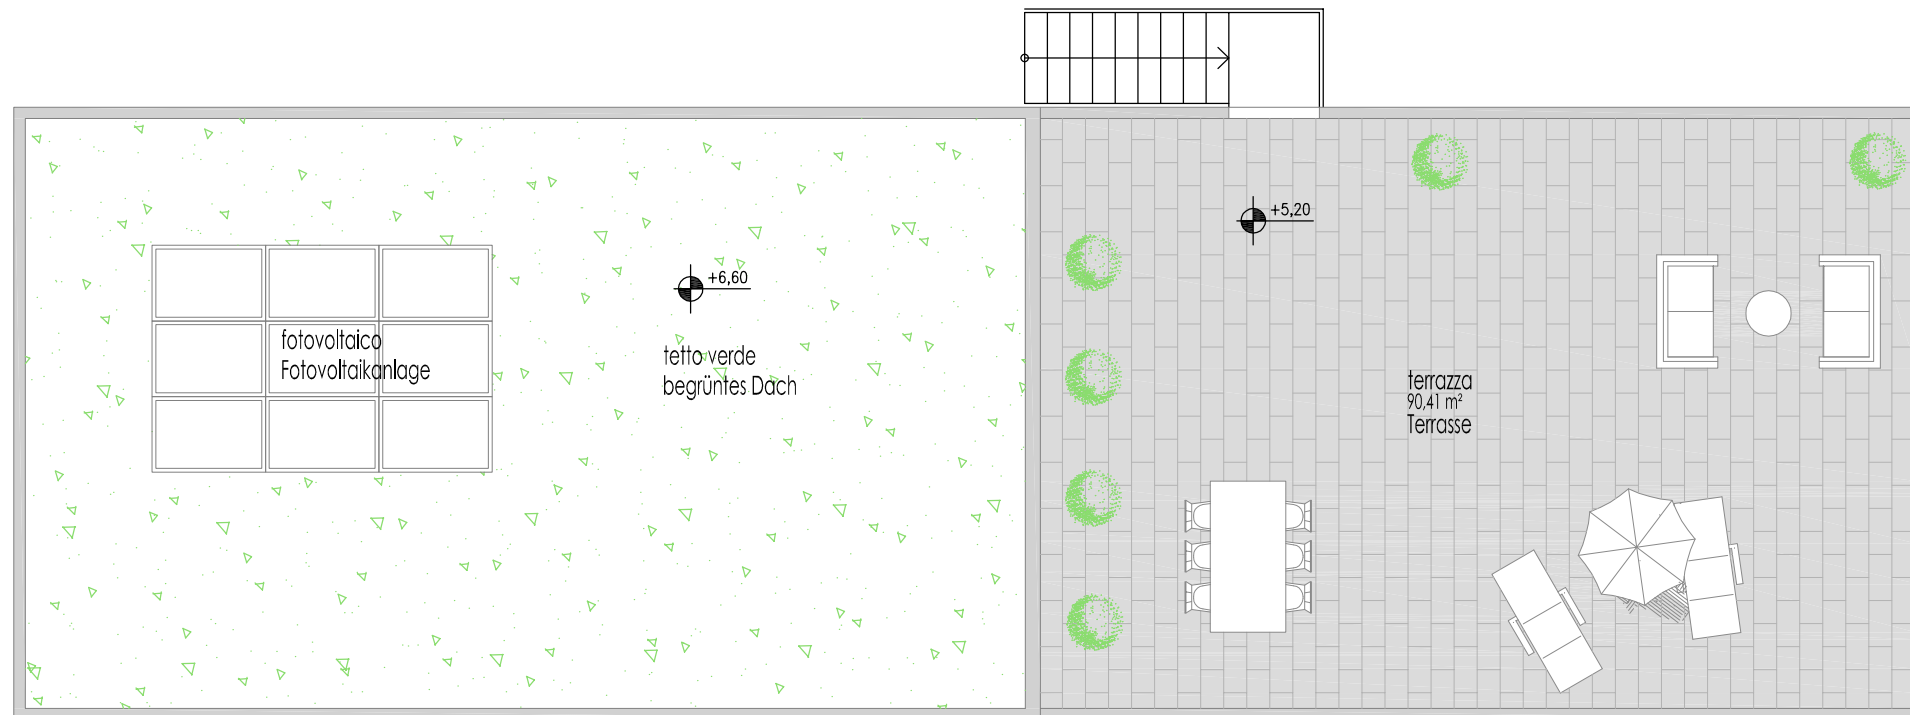 +5,20
+6,60
fotovoltaico
Fotovoltaikanlage
tetto verde
begrüntes Dach
terrazza
90,41 m²
Terrasse